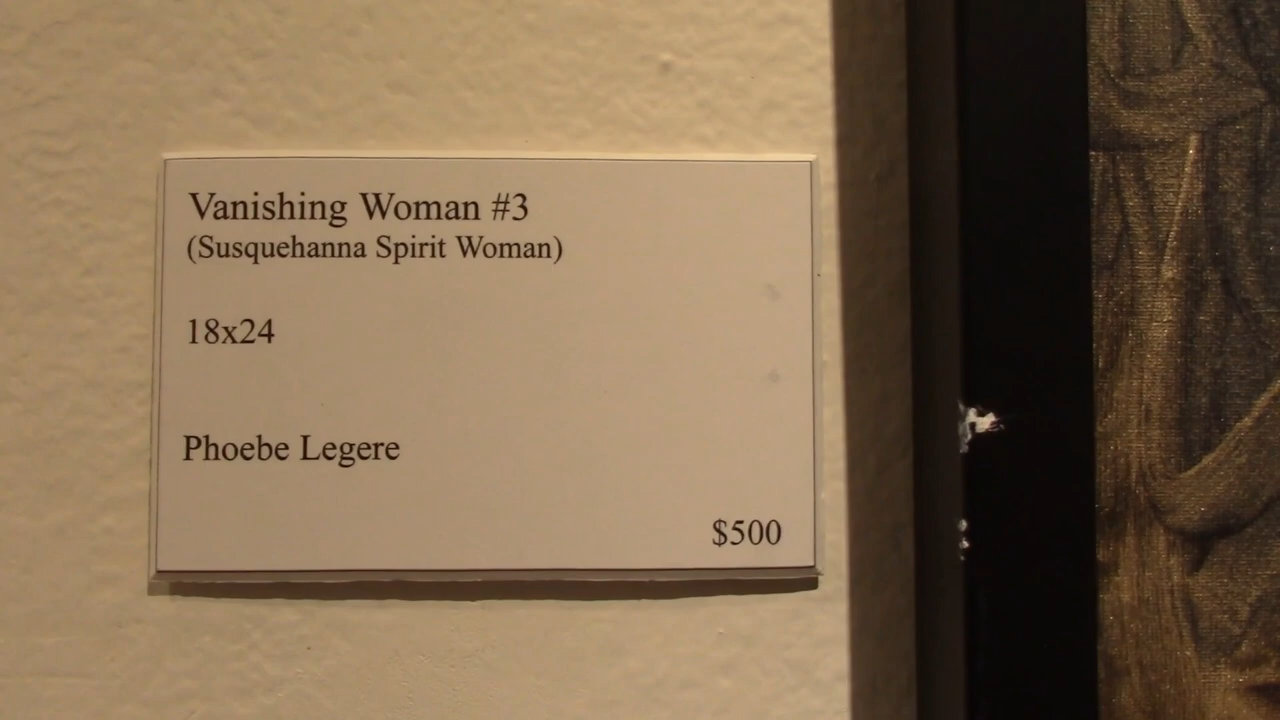 Vanishing Woman #3
(Susquehanna Spirit Woman)
18x24
Phoebe Legere
$500